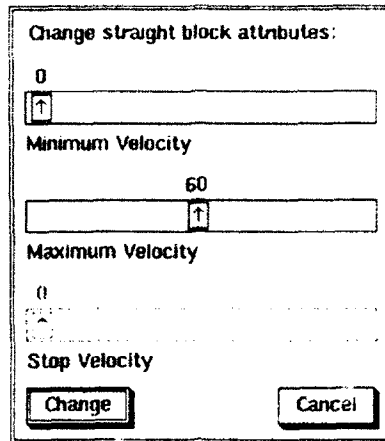 Change straight block attributes:
0
Minimum Velocity
60
Maximum Velocity
0
Stop Velocity
Change Cancel